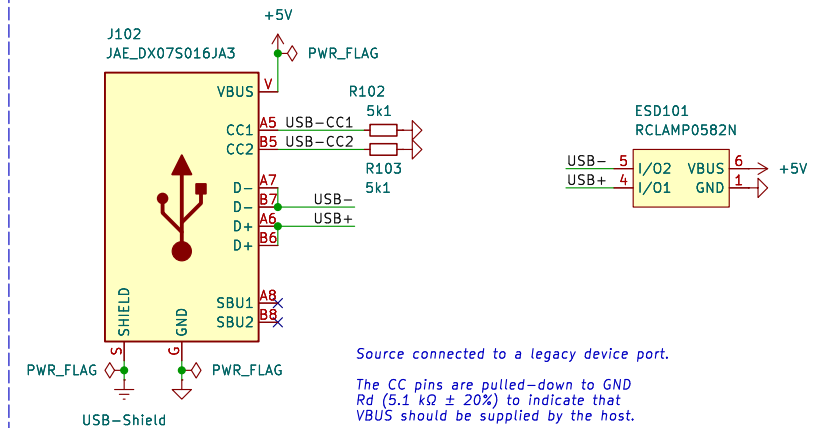 +5V
J102
JAE_DX07S016JA3
PWR_FLAG
V
VBUS
R102
5k1
A5
CC1
USB-CC1
B5
CC2
USB-CC2
R103
5k1
A7
D-
B7
D-
USB-
A6
D+
USB+
B6
D+
A8
SBU1
B8
SBU2
SHIELD
GND
S
G
PWR_FLAG
PWR_FLAG
USB-Shield
ESD101
RCLAMP0582N
USB- 5 I/O2 VBUS 6 +5V
USB+ 4 I/O1 GND 1
Source connected to a legacy device port.
The CC pins are pulled-down to GND
Rd (5.1 kΩ ± 20%) to indicate that
VBUS should be supplied by the host.